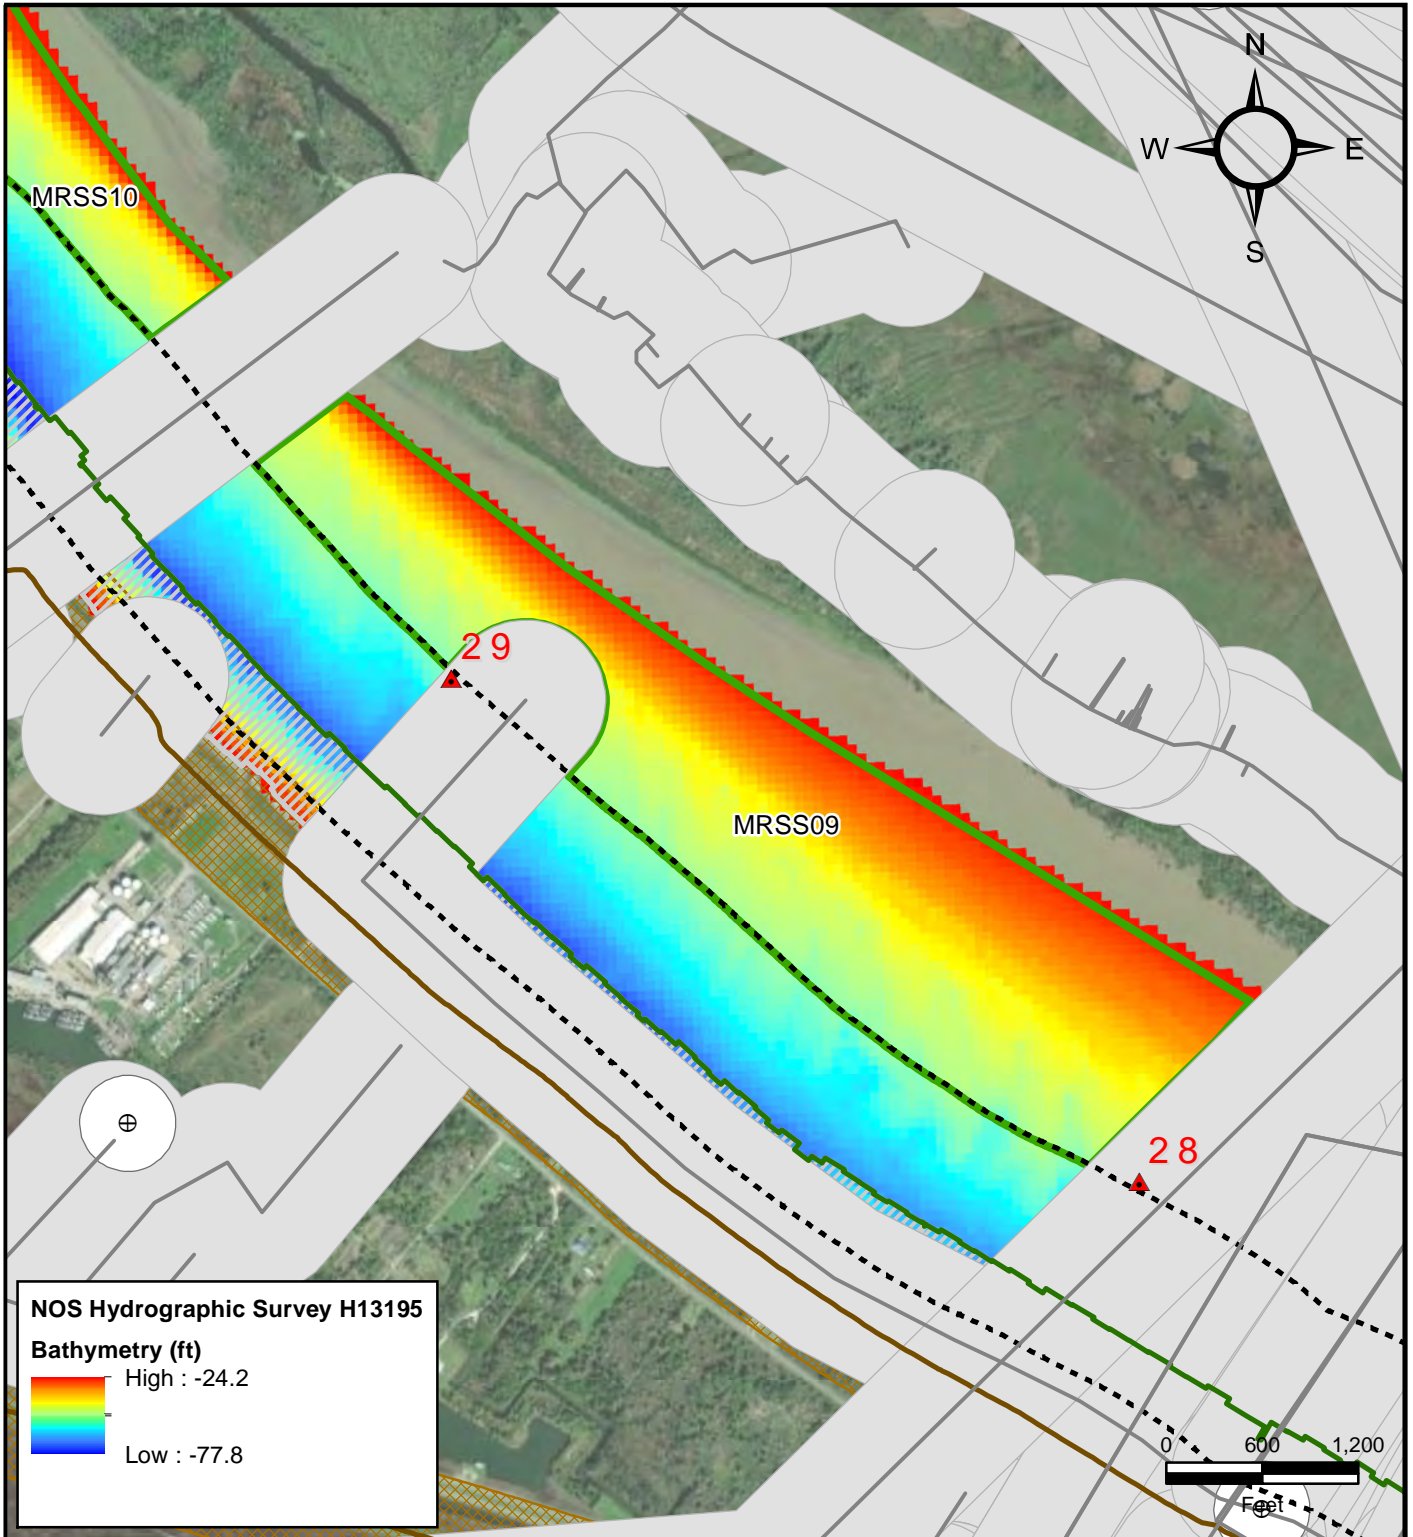 N
W E
S
MRSS10
29
MRSS09
28
NOS Hydrographic Survey H13195
Bathymetry (ft)
High : -24.2
Low : -77.8
0 600 1,200
Feet